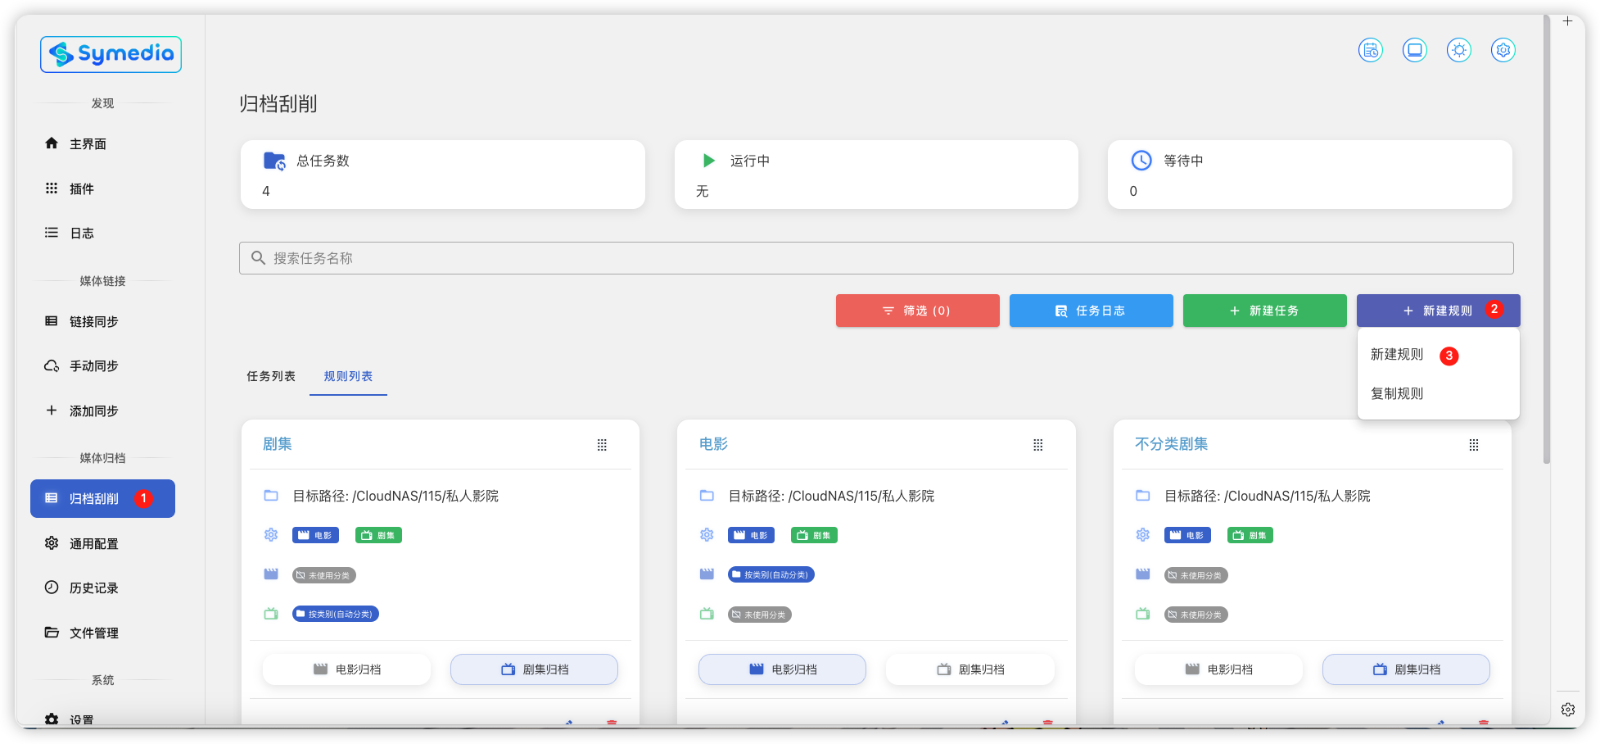 Symedia
发现
主界面
插件
日志
媒体链接
链接同步
手动同步
添加同步
媒体归档
归档刮削 1
通用配置
历史记录
文件管理
系统
设置
归档刮削
总任务数
4
运行中
无
等待中
0
搜索任务名称
筛选 (0)
任务日志
新建任务
新建规则 2
新建规则 3
复制规则
任务列表 规则列表
剧集
目标路径: /CloudNAS/115/私人影院
电影 剧集
未使用分类
按类别(自动分类)
电影归档 剧集归档
电影
目标路径: /CloudNAS/115/私人影院
电影 剧集
按类别(自动分类)
未使用分类
电影归档 剧集归档
不分类剧集
目标路径: /CloudNAS/115/私人影院
电影 剧集
未使用分类
未使用分类
电影归档 剧集归档